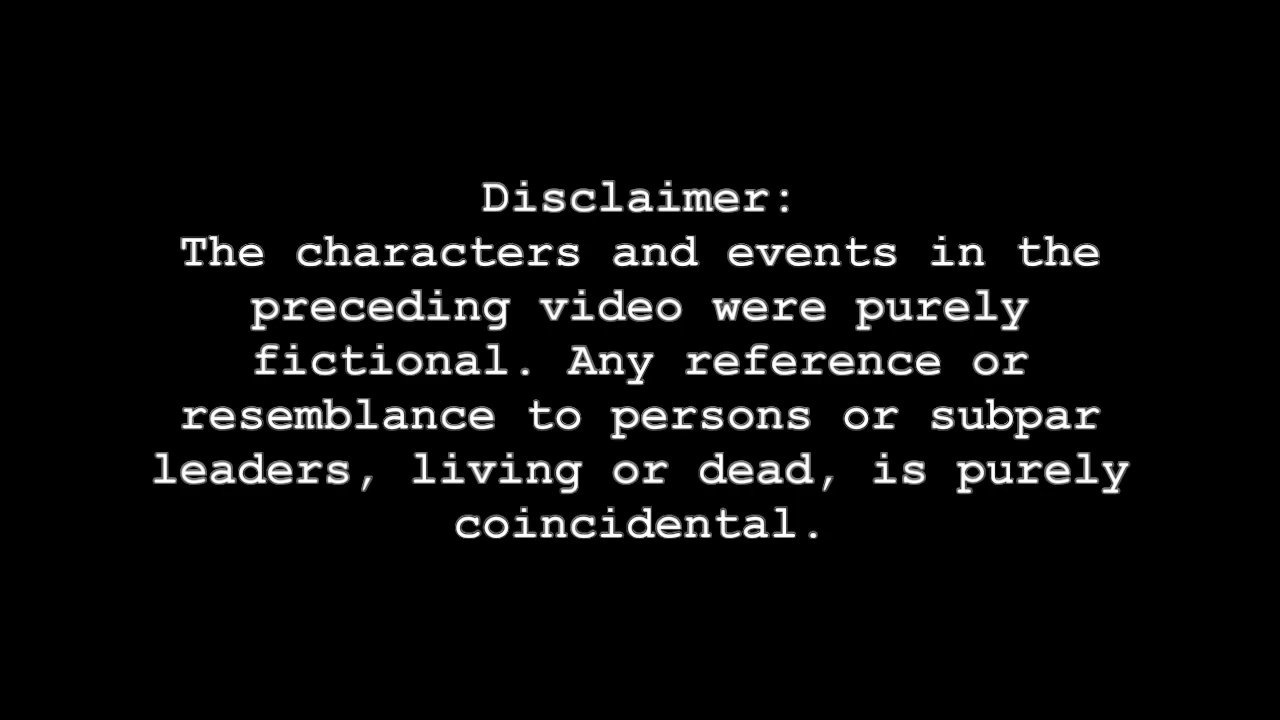 Disclaimer:
The characters and events in the
preceding video were purely
fictional. Any reference or
resemblance to persons or subpar
leaders, living or dead, is purely
coincidental.